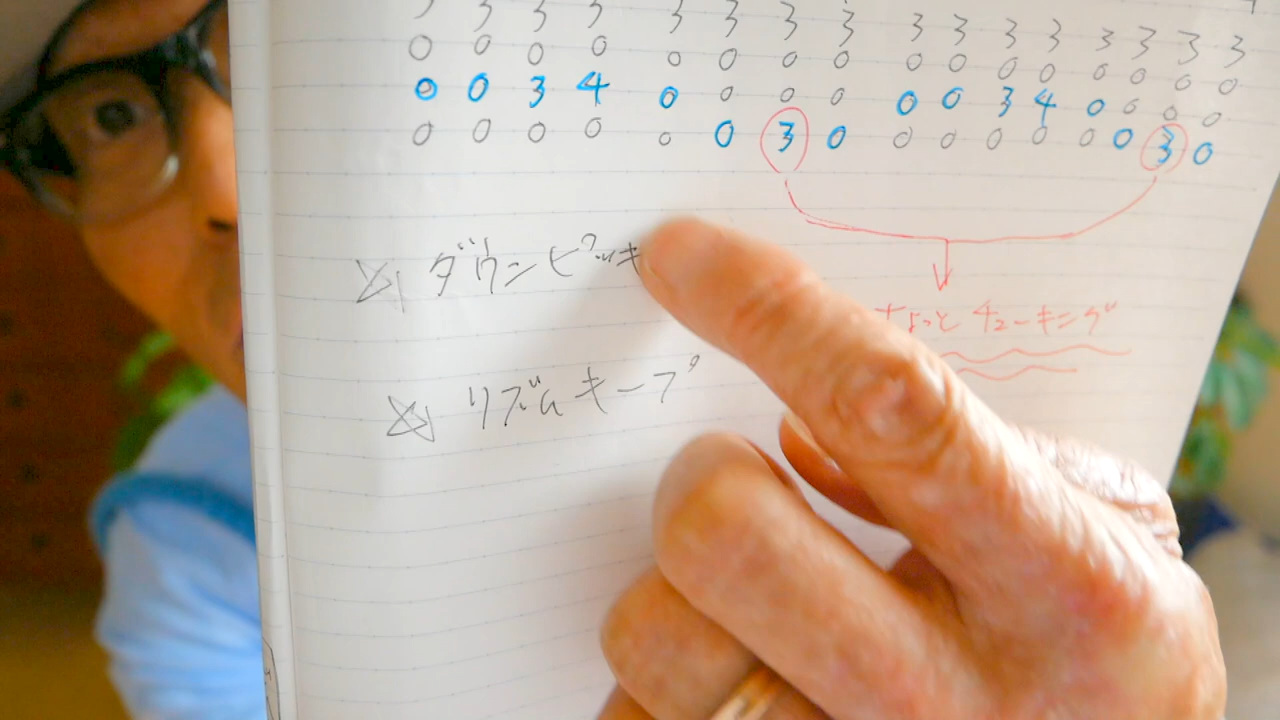 3 3 3 3 3 3 3 3 3 3 3 3 3 3 3 3
0 0 0 0 0 0 0 0 0 0 0 0 0 0 0 0
0 0 3 4 0 0 0 0 0 0 3 4 0 0 0 0
0 0 0 0 0 0 3 0 0 0 0 0 0 0 3 0
ちょっと チョーキング
ダウンピッキ
リズムキープ